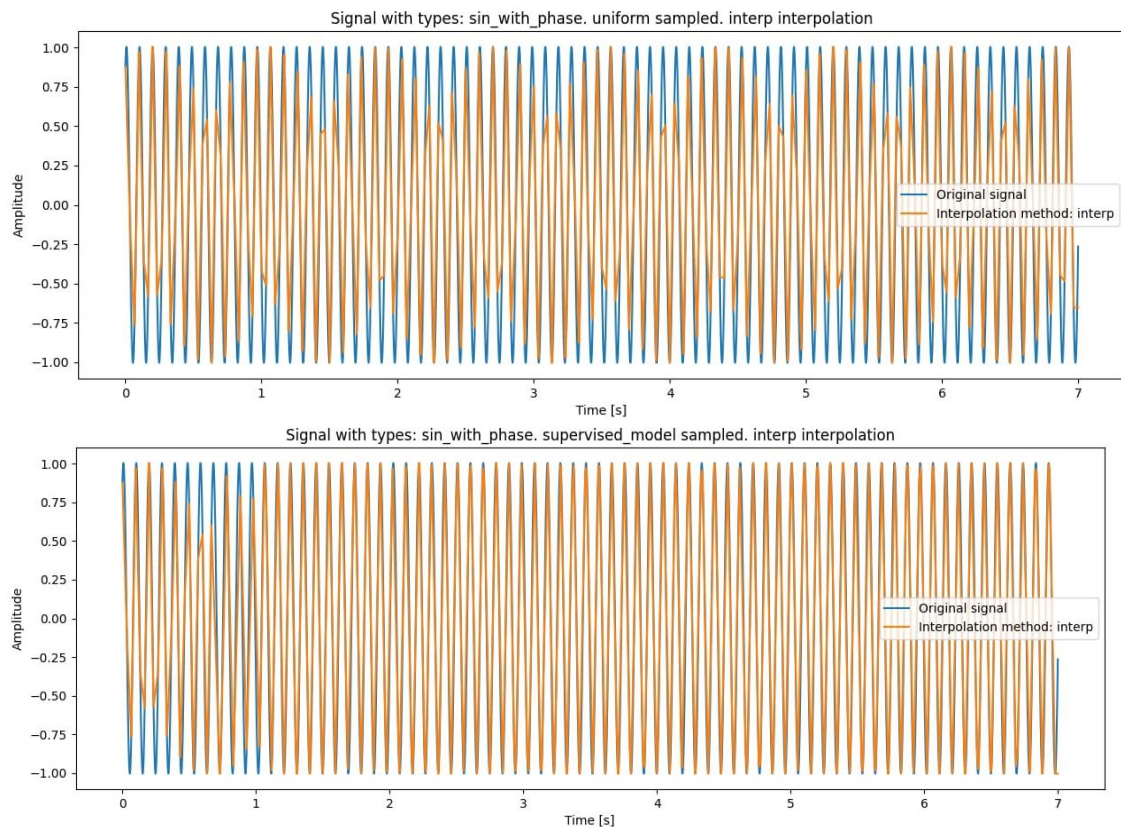 Signal with types: sin_with_phase. uniform sampled. interp interpolation
1.00
0.75
0.50
0.25
0.00
−0.25
−0.50
−0.75
−1.00
Amplitude
Original signal
Interpolation method: interp
0 1 2 3 4 5 6 7
Time [s]
Signal with types: sin_with_phase. supervised_model sampled. interp interpolation
1.00
0.75
0.50
0.25
0.00
−0.25
−0.50
−0.75
−1.00
Amplitude
Original signal
Interpolation method: interp
0 1 2 3 4 5 6 7
Time [s]